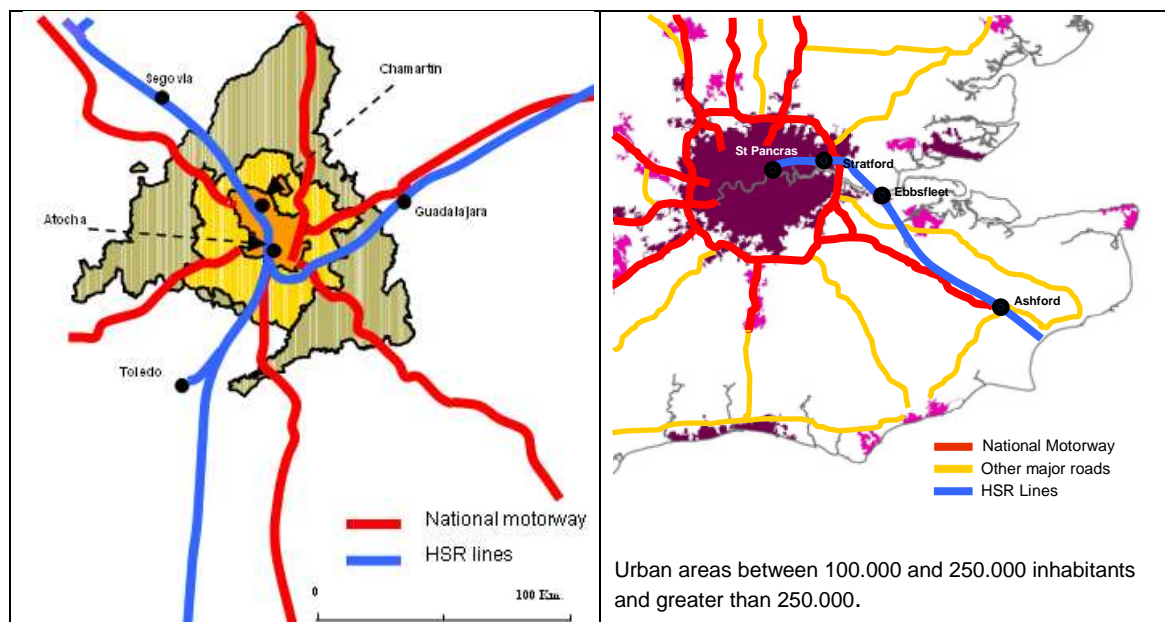 Chamartín
Segovia
Atocha
Guadalajara
Toledo
National motorway
HSR lines
0
100 Km.
St Pancras
Stratford
Ebbsfleet
Ashford
National Motorway
Other major roads
HSR Lines
Urban areas between 100.000 and 250.000 inhabitants
and greater than 250.000.